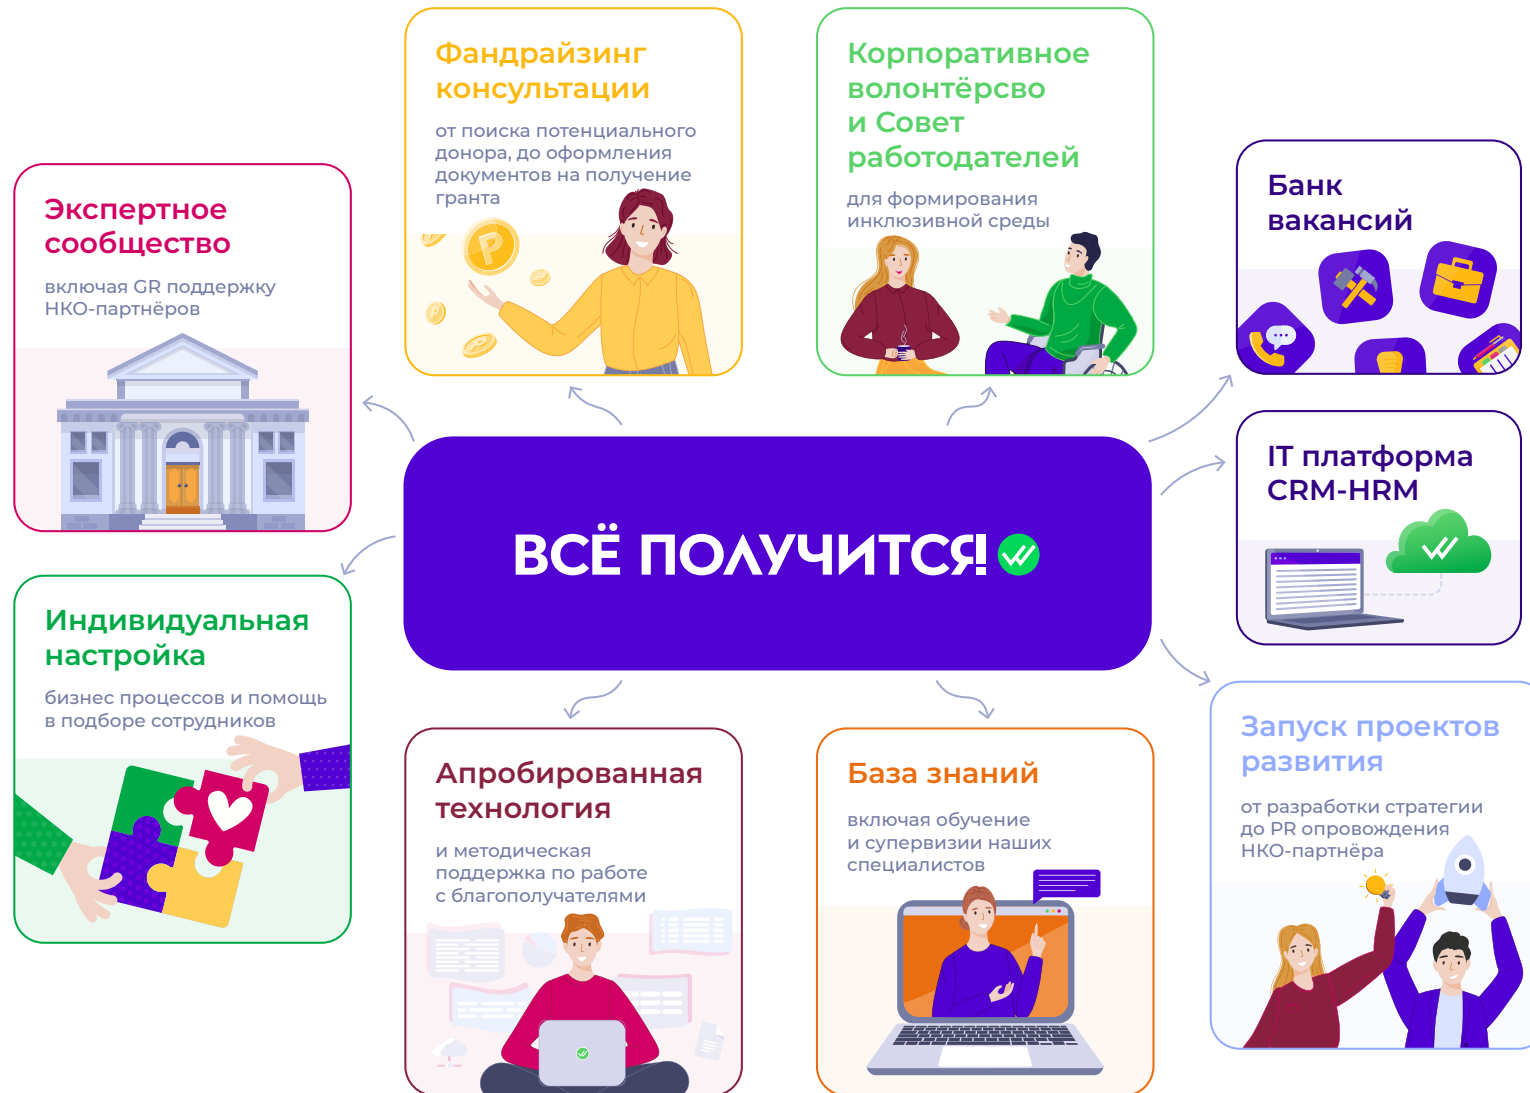 Фандрайзинг
консультации
от поиска потенциального
донора, до оформления
документов на получение
гранта
Корпоративное
волонтёрсво
и Совет
работодателей
для формирования
инклюзивной среды
Банк
вакансий
Экспертное
сообщество
включая GR поддержку
НКО-партнёров
IT платформа
CRM-HRM
ВСЁ ПОЛУЧИТСЯ!
Индивидуальная
настройка
бизнес процессов и помощь
в подборе сотрудников
Апробированная
технология
и методическая
поддержка по работе
с благополучателями
База знаний
включая обучение
и супервизии наших
специалистов
Запуск проектов
развития
от разработки стратегии
до PR опровождения
НКО-партнёра